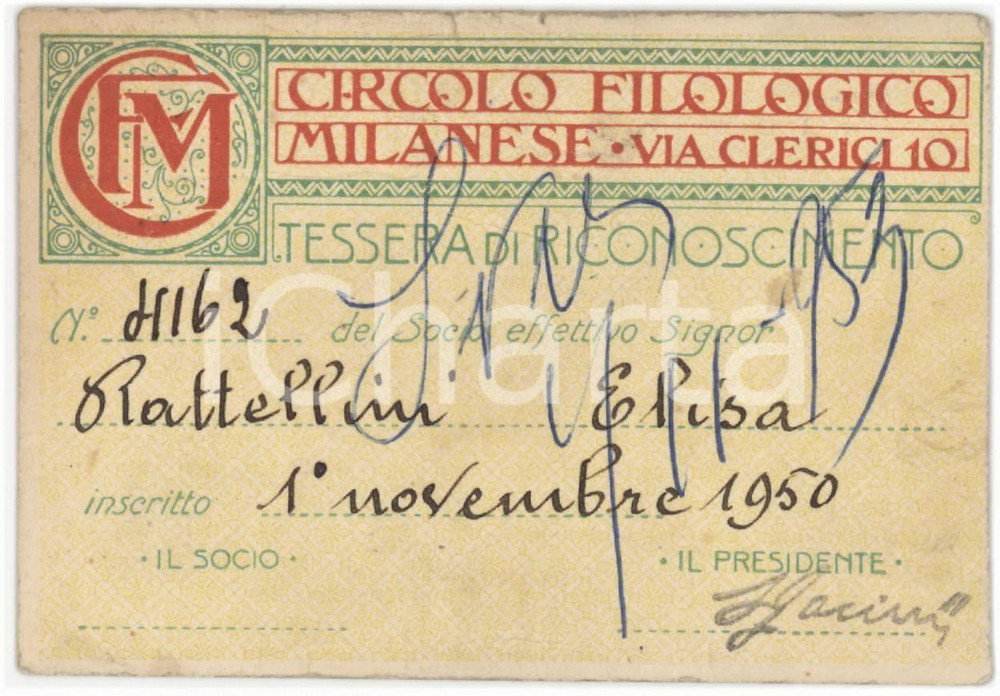 CFM
CIRCOLO FILOLOGICO
MILANESE · VIA CLERICI 10
TESSERA DI RICONOSCIMENTO
N.° 4162 del Socio effettivo Signor
Rattellini Elisa
inscritto 1° novembre 1950
· IL SOCIO · · IL PRESIDENTE ·
iCharta